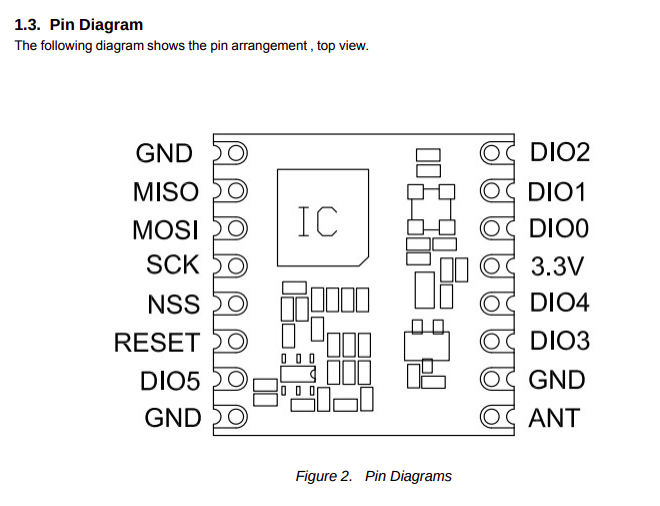 1.3. Pin Diagram
The following diagram shows the pin arrangement , top view.
GND
MISO
MOSI
SCK
NSS
RESET
DIO5
GND
IC
DIO2
DIO1
DIO0
3.3V
DIO4
DIO3
GND
ANT
Figure 2. Pin Diagrams